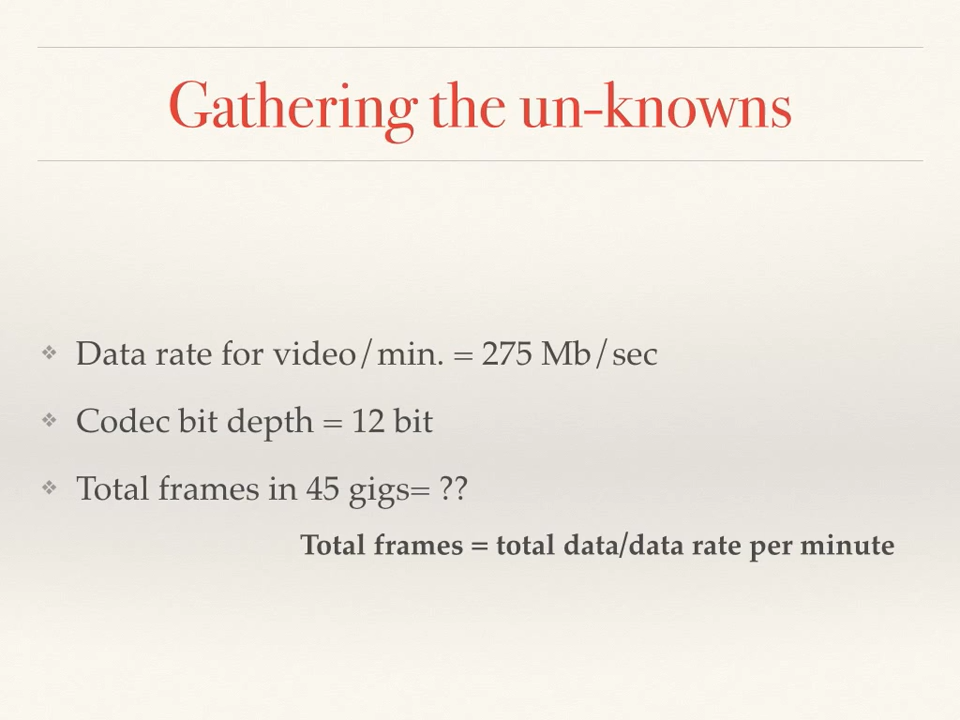 Gathering the un-knowns
❖ Data rate for video/min. = 275 Mb/sec
❖ Codec bit depth = 12 bit
❖ Total frames in 45 gigs= ??
Total frames = total data/data rate per minute